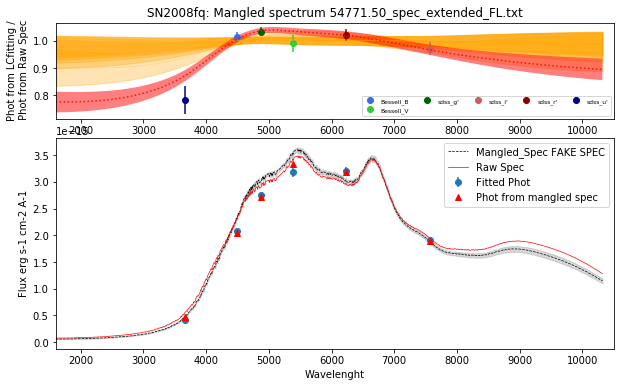 SN2008fq: Mangled spectrum 54771.50_spec_extended_FL.txt
Phot from LCfitting /
Phot from Raw Spec
1.0
0.9
0.8
Bessell_B
Bessell_V
sdss_g'
sdss_i'
sdss_r'
sdss_u'
2000 3000 4000 5000 6000 7000 8000 9000 10000
Flux erg s-1 cm-2 A-1
3.5
3.0
2.5
2.0
1.5
1.0
0.5
0.0
Mangled_Spec FAKE SPEC
Raw Spec
Fitted Phot
Phot from mangled spec
2000 3000 4000 5000 6000 7000 8000 9000 10000
Wavelenght